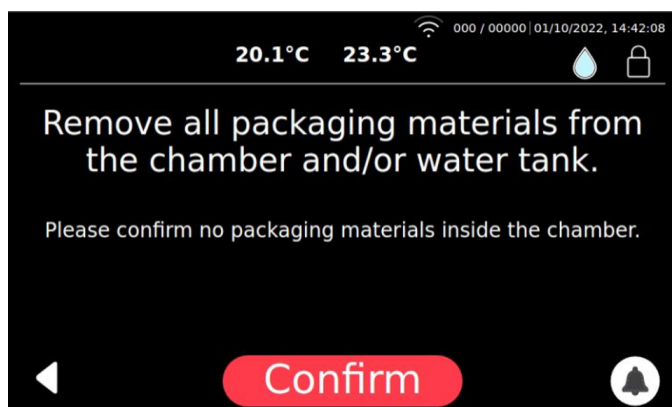 000 / 00000 | 01/10/2022, 14:42:08
20.1°C 23.3°C
Remove all packaging materials from
the chamber and/or water tank.
Please confirm no packaging materials inside the chamber.
Confirm